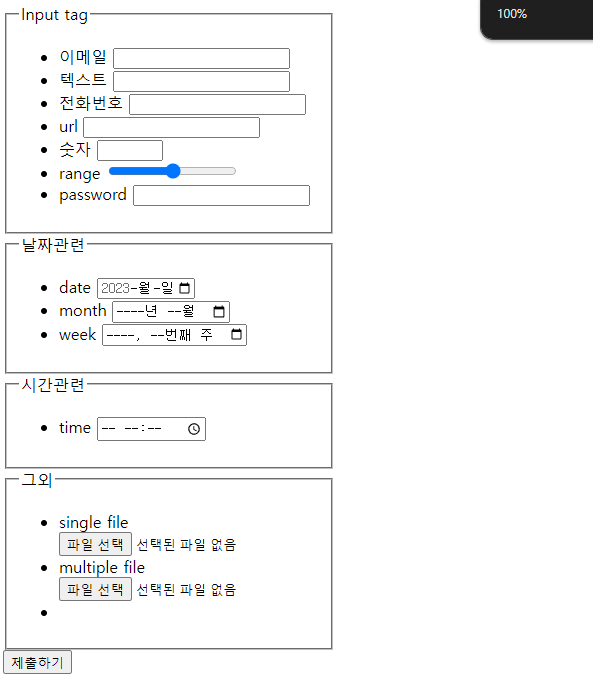 100%
Input tag
이메일
텍스트
전화번호
url
숫자
range
password
날짜관련
date 2023-월-일
month ----년 --월
week ----, --번째 주
시간관련
time -- --:--
그외
single file
파일 선택 선택된 파일 없음
multiple file
파일 선택 선택된 파일 없음
제출하기